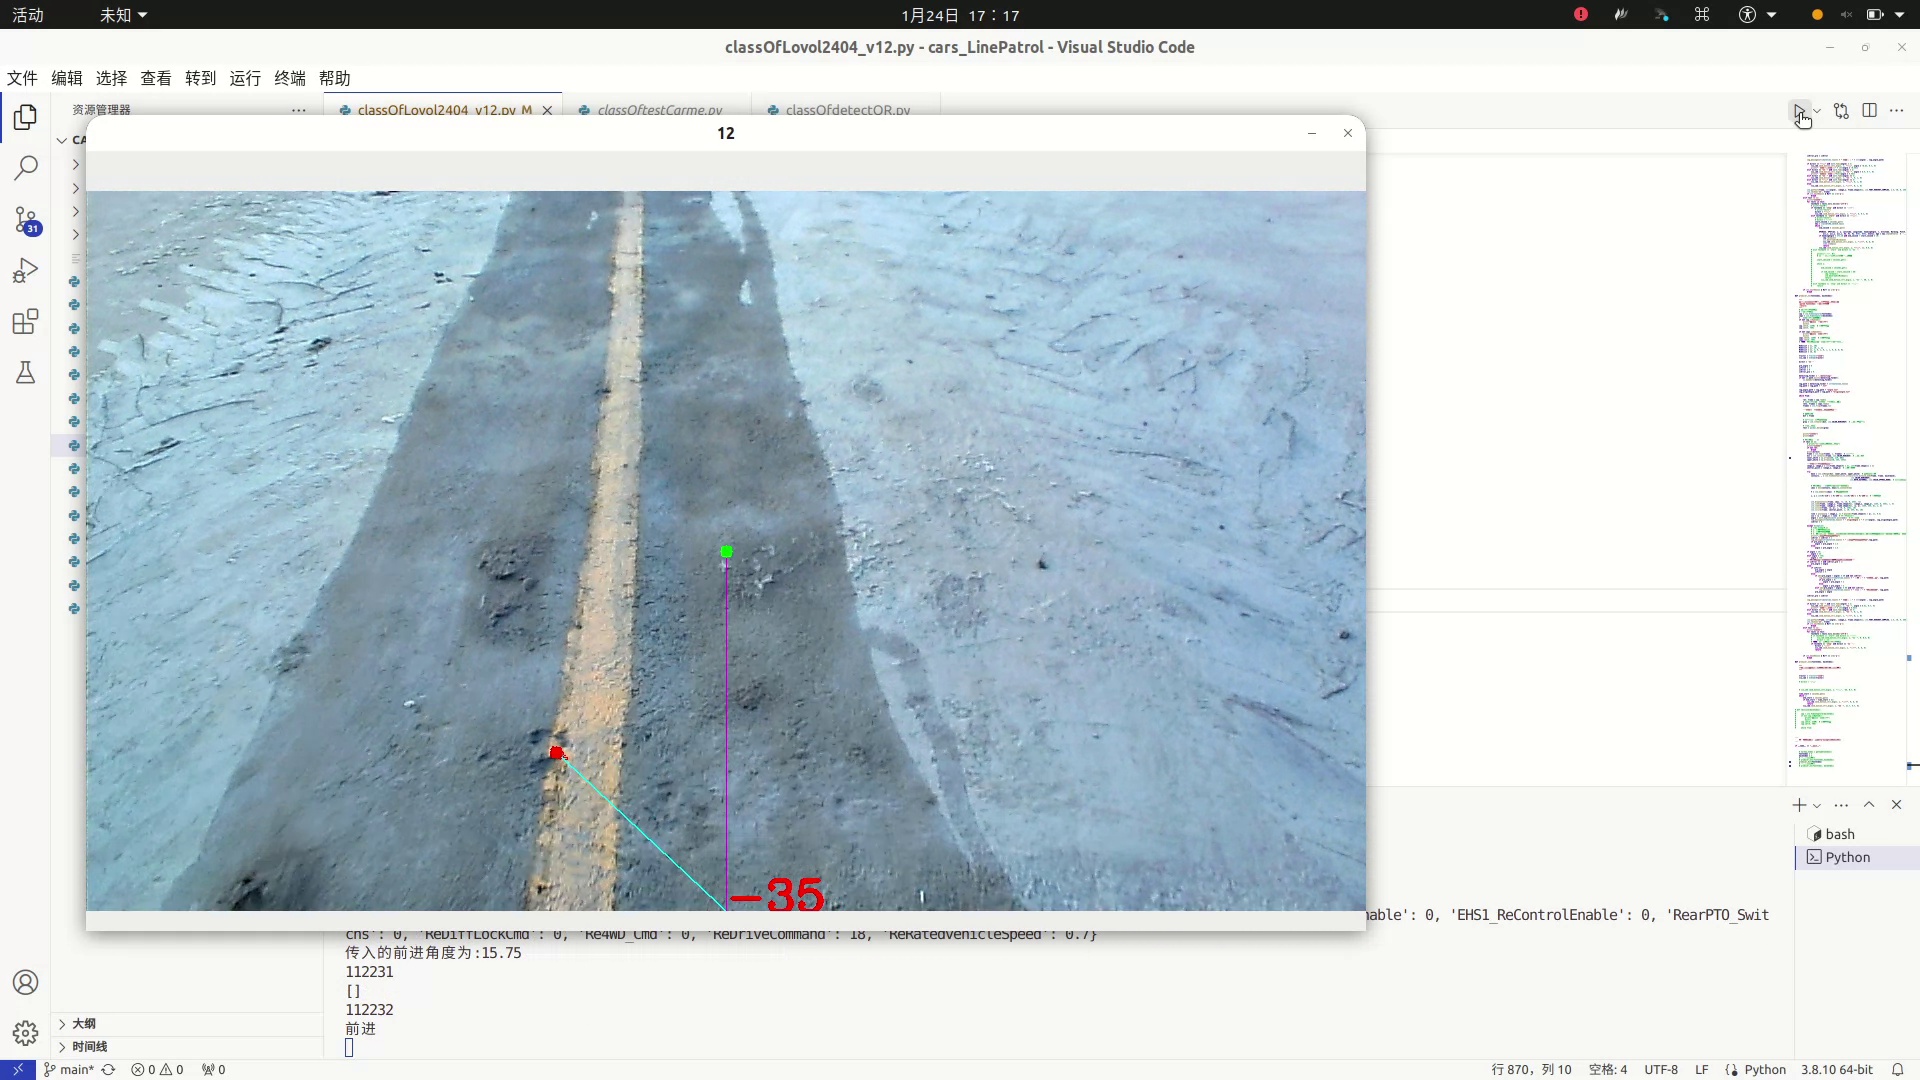 活动
未知
1月24日 17：17
classOfLovol2404_v12.py - cars_LinePatrol - Visual Studio Code
文件 编辑 选择 查看 转到 运行 终端 帮助
资源管理器
classOfLovol2404_v12.py M
classOftestCarme.py
classOfdetectQR.py
CA
12
31
-35
bash
Python
nable': 0, 'EHS1_ReControlEnable': 0, 'RearPTO_Swit
chs': 0, 'ReDiffLockCmd': 0, 'Re4WD_Cmd': 0, 'ReDriveCommand': 18, 'ReRatedVehicleSpeed': 0.7}
传入的前进角度为:15.75
112231
[]
112232
前进
大纲
时间线
main*
0 0
0
行 870，列 10
空格: 4
UTF-8
LF
Python
3.8.10 64-bit